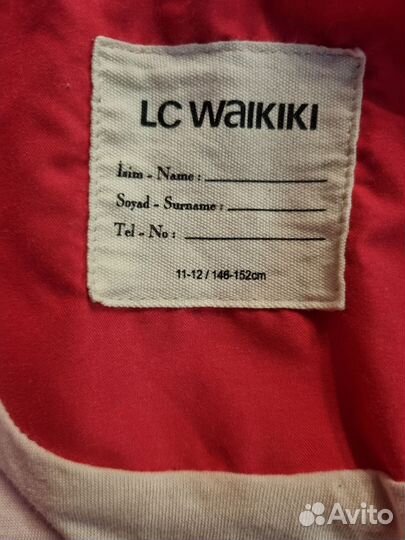 LC WAIKIKI
İsim - Name :
Soyad - Surname :
Tel - No :
11-12 / 146-152cm
Avito